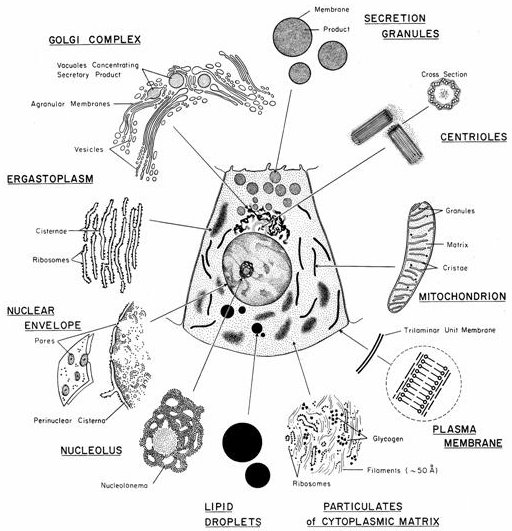 Membrane
Product
SECRETION
GRANULES
GOLGI COMPLEX
Vacuoles Concentrating
Secretory Product
Agranular Membranes
Vesicles
Cross Section
CENTRIOLES
ERGASTOPLASM
Cisternae
Ribosomes
Granules
Matrix
Cristae
MITOCHONDRION
NUCLEAR
ENVELOPE
Pores
Perinuclear Cisterna
Trilaminar Unit Membrane
PLASMA
MEMBRANE
NUCLEOLUS
Nucleolonema
LIPID
DROPLETS
Glycogen
Filaments (~50 Å)
Ribosomes
PARTICULATES
of CYTOPLASMIC MATRIX